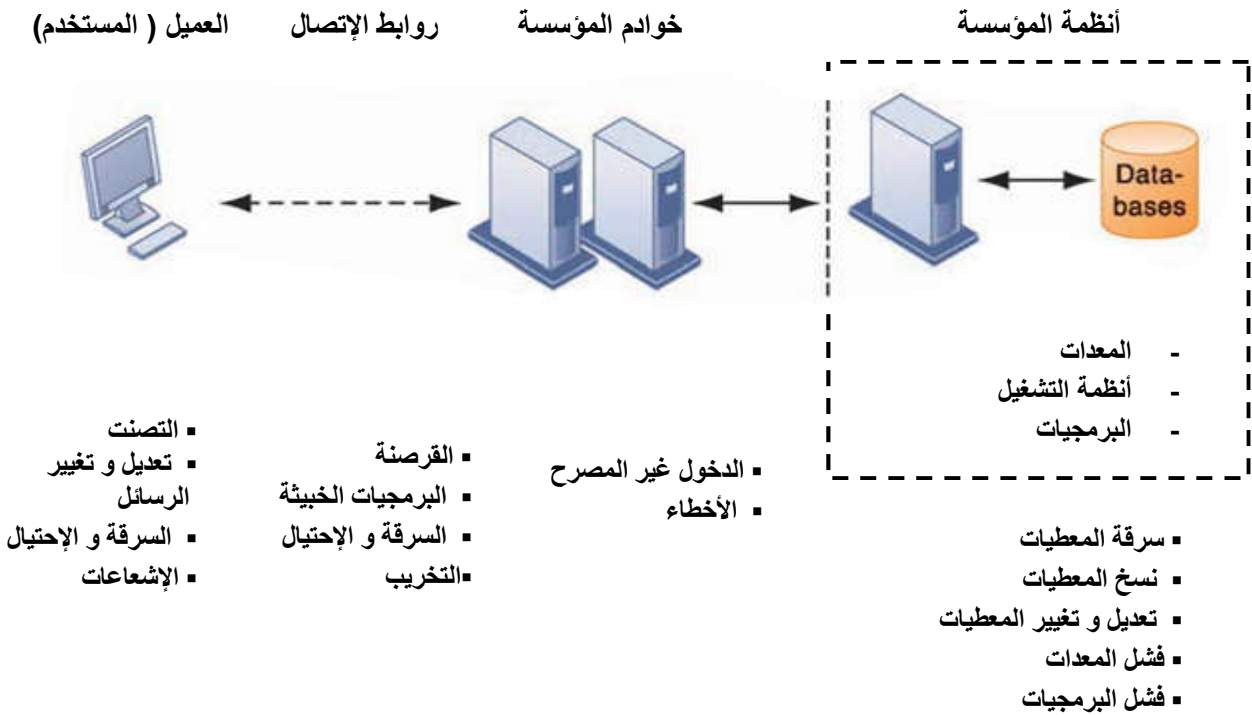 أنظمة المؤسسة
خوادم المؤسسة
روابط الإتصال
العميل ( المستخدم)
Data-
bases
- المعدات
- أنظمة التشغيل
- البرمجيات
▪ سرقة المعطيات
▪ نسخ المعطيات
▪ تعديل و تغيير المعطيات
▪ فشل المعدات
▪ فشل البرمجيات
▪ الدخول غير المصرح
▪ الأخطاء
▪ القرصنة
▪ البرمجيات الخبيثة
▪ السرقة و الإحتيال
▪التخريب
▪ التصنت
▪ تعديل و تغيير
الرسائل
▪ السرقة و الإحتيال
▪ الإشعاعات